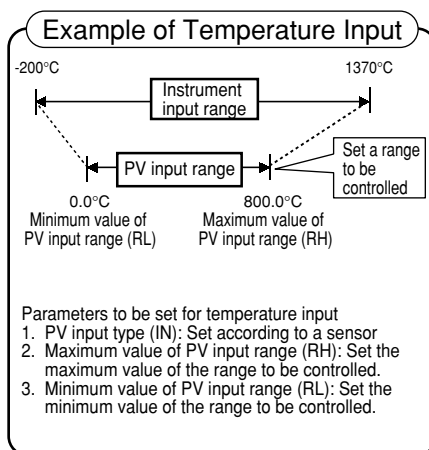 Example of Temperature Input
-200°C 1370°C
Instrument
input range
PV input range
Set a range
to be
controlled
0.0°C 800.0°C
Minimum value of Maximum value of
PV input range (RL) PV input range (RH)
Parameters to be set for temperature input
1. PV input type (IN): Set according to a sensor
2. Maximum value of PV input range (RH): Set the
maximum value of the range to be controlled.
3. Minimum value of PV input range (RL): Set the
minimum value of the range to be controlled.